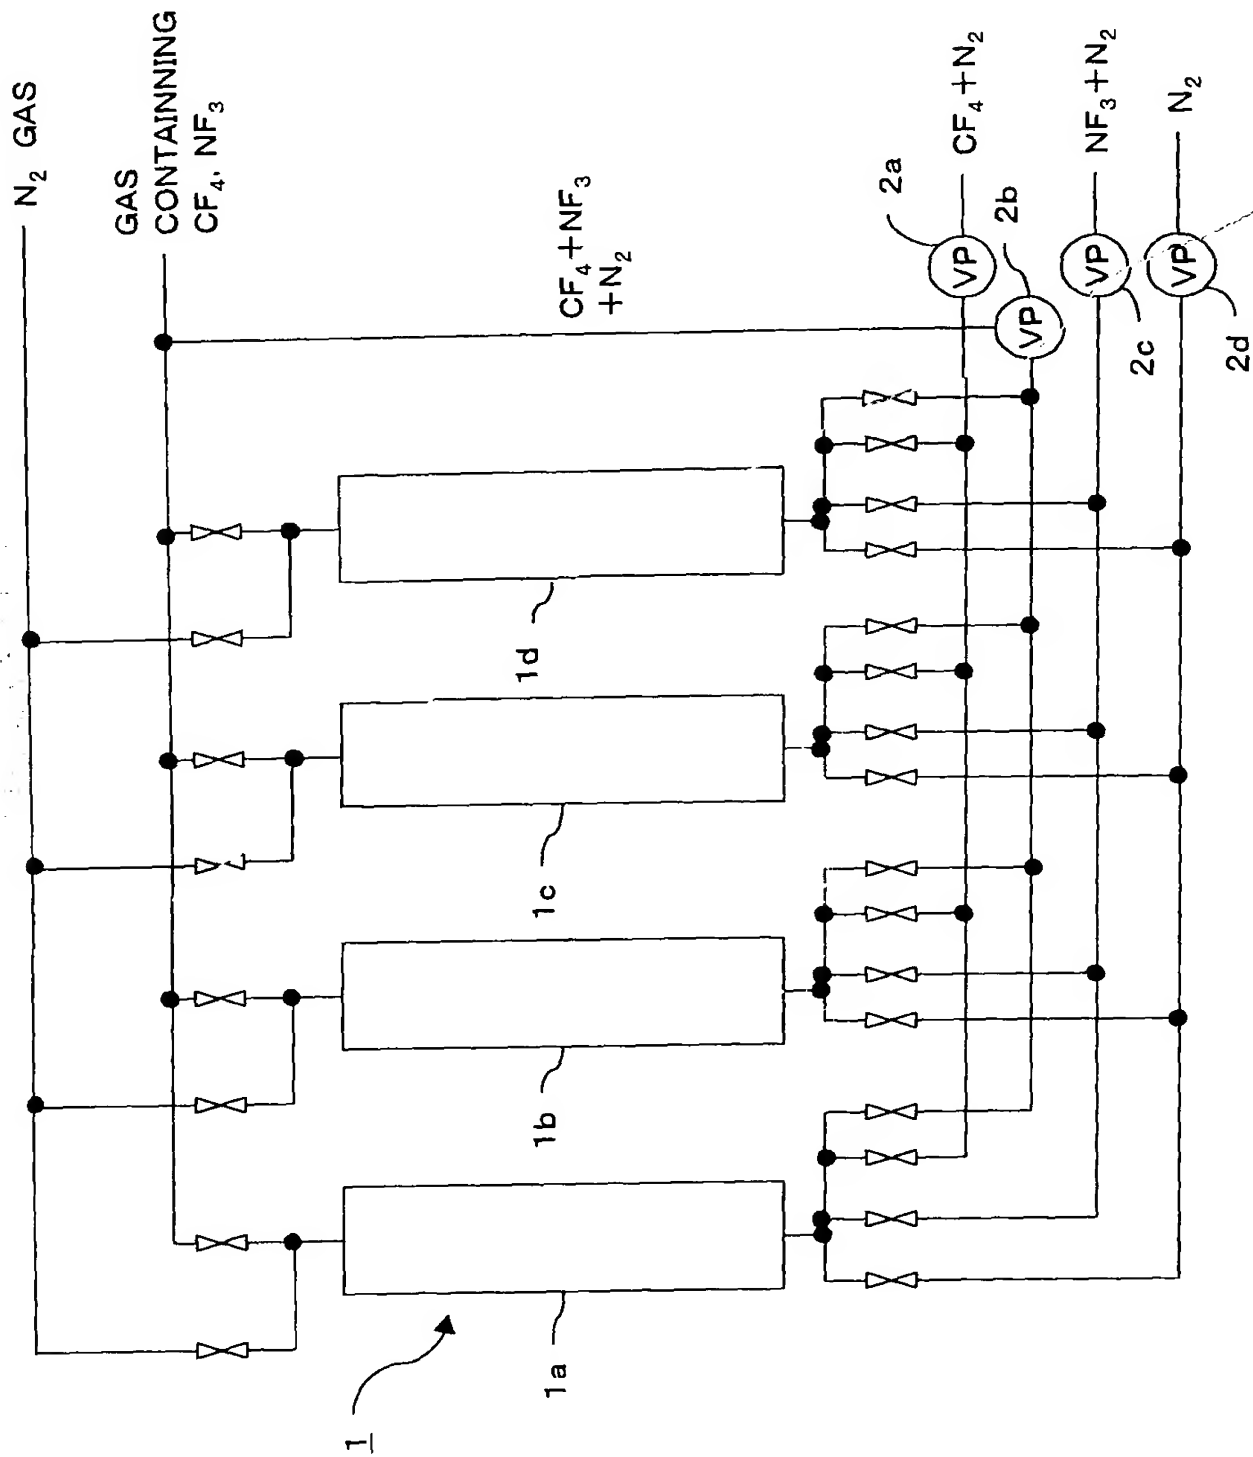 N₂ GAS
GAS
CONTAINNING
CF₄, NF₃
CF₄+NF₃
+N₂
2a
CF₄+N₂
2b
NF₃+N₂
N₂
VP
VP
VP
VP
2c
2d
1d
1c
1b
1a
1